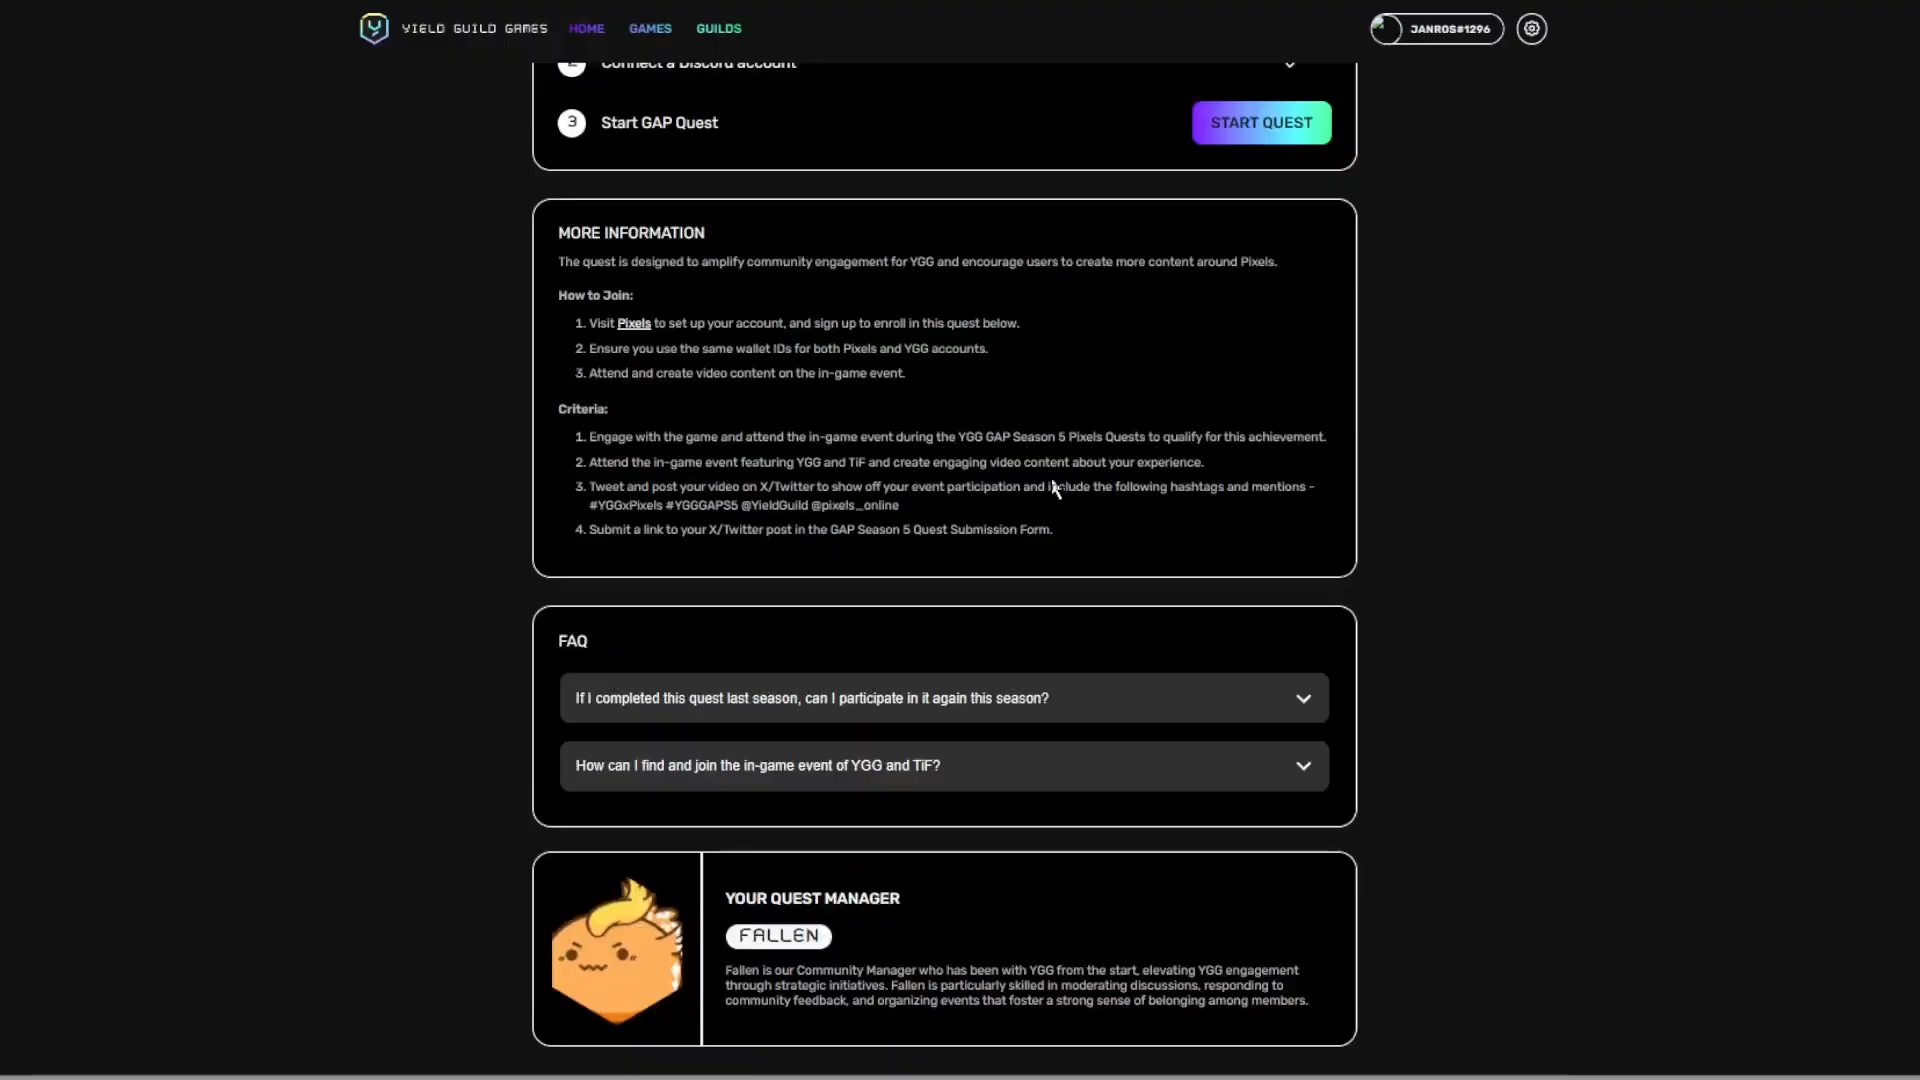 YIELD GUILD GAMES HOME GAMES GUILDS JANROS#1296
2 Connect a Discord account
3 Start GAP Quest START QUEST
MORE INFORMATION
The quest is designed to amplify community engagement for YGG and encourage users to create more content around Pixels.
How to Join:
1. Visit Pixels to set up your account, and sign up to enroll in this quest below.
2. Ensure you use the same wallet IDs for both Pixels and YGG accounts.
3. Attend and create video content on the in-game event.
Criteria:
1. Engage with the game and attend the in-game event during the YGG GAP Season 5 Pixels Quests to qualify for this achievement.
2. Attend the in-game event featuring YGG and TiF and create engaging video content about your experience.
3. Tweet and post your video on X/Twitter to show off your event participation and include the following hashtags and mentions -
#YGGxPixels #YGGGAPS5 @YieldGuild @pixels_online
4. Submit a link to your X/Twitter post in the GAP Season 5 Quest Submission Form.
FAQ
If I completed this quest last season, can I participate in it again this season?
How can I find and join the in-game event of YGG and TiF?
YOUR QUEST MANAGER
FALLEN
Fallen is our Community Manager who has been with YGG from the start, elevating YGG engagement
through strategic initiatives. Fallen is particularly skilled in moderating discussions, responding to
community feedback, and organizing events that foster a strong sense of belonging among members.